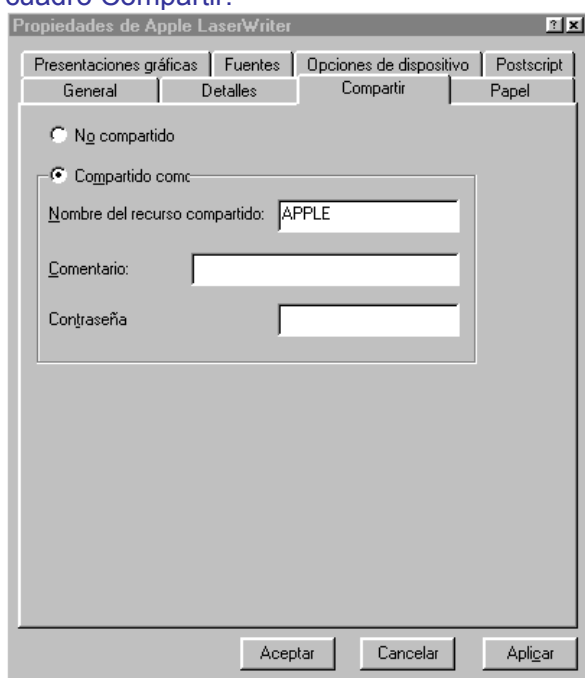 cuadro Compartir:
Propiedades de Apple LaserWriter
Presentaciones gráficas Fuentes Opciones de dispositivo Postscript
General Detalles Compartir Papel
No compartido
Compartido como
Nombre del recurso compartido: APPLE
Comentario:
Contraseña
Aceptar Cancelar Aplicar